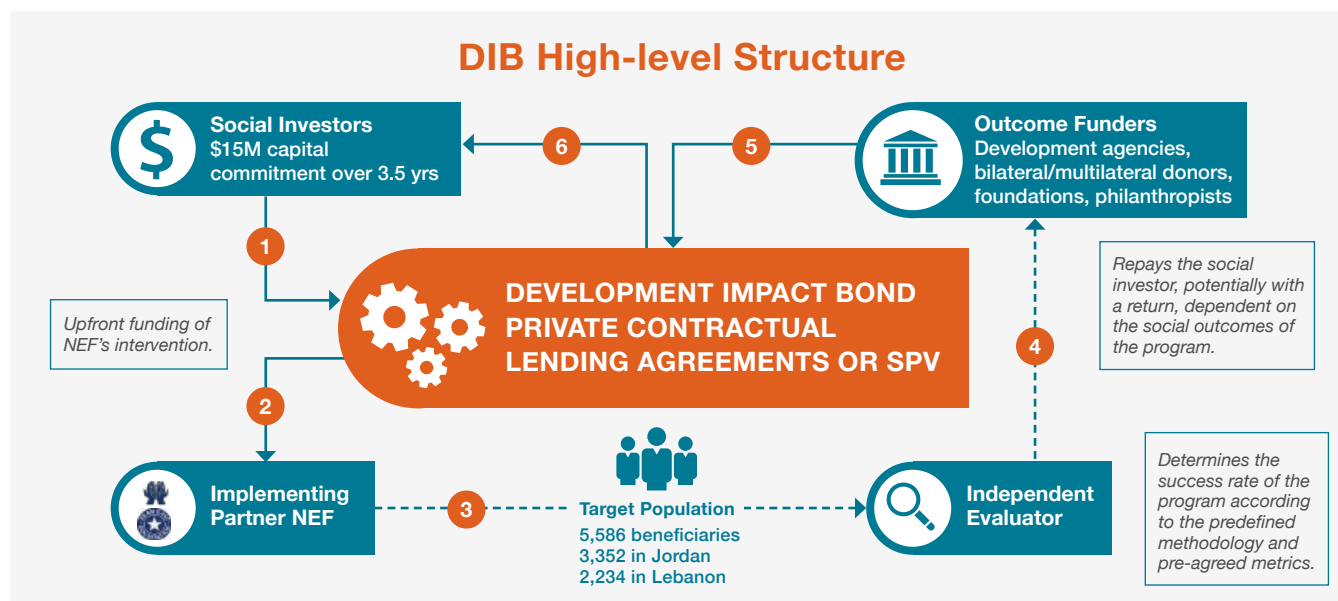 DIB High-level Structure
$
Social Investors
$15M capital
commitment over 3.5 yrs
6
5
Outcome Funders
Development agencies,
bilateral/multilateral donors,
foundations, philanthropists
1
Upfront funding of
NEF's intervention.
DEVELOPMENT IMPACT BOND
PRIVATE CONTRACTUAL
LENDING AGREEMENTS OR SPV
Repays the social
investor, potentially with
a return, dependent on
the social outcomes of
the program.
4
2
Implementing
Partner NEF
3
Target Population
5,586 beneficiaries
3,352 in Jordan
2,234 in Lebanon
Independent
Evaluator
Determines the
success rate of the
program according
to the predefined
methodology and
pre-agreed metrics.